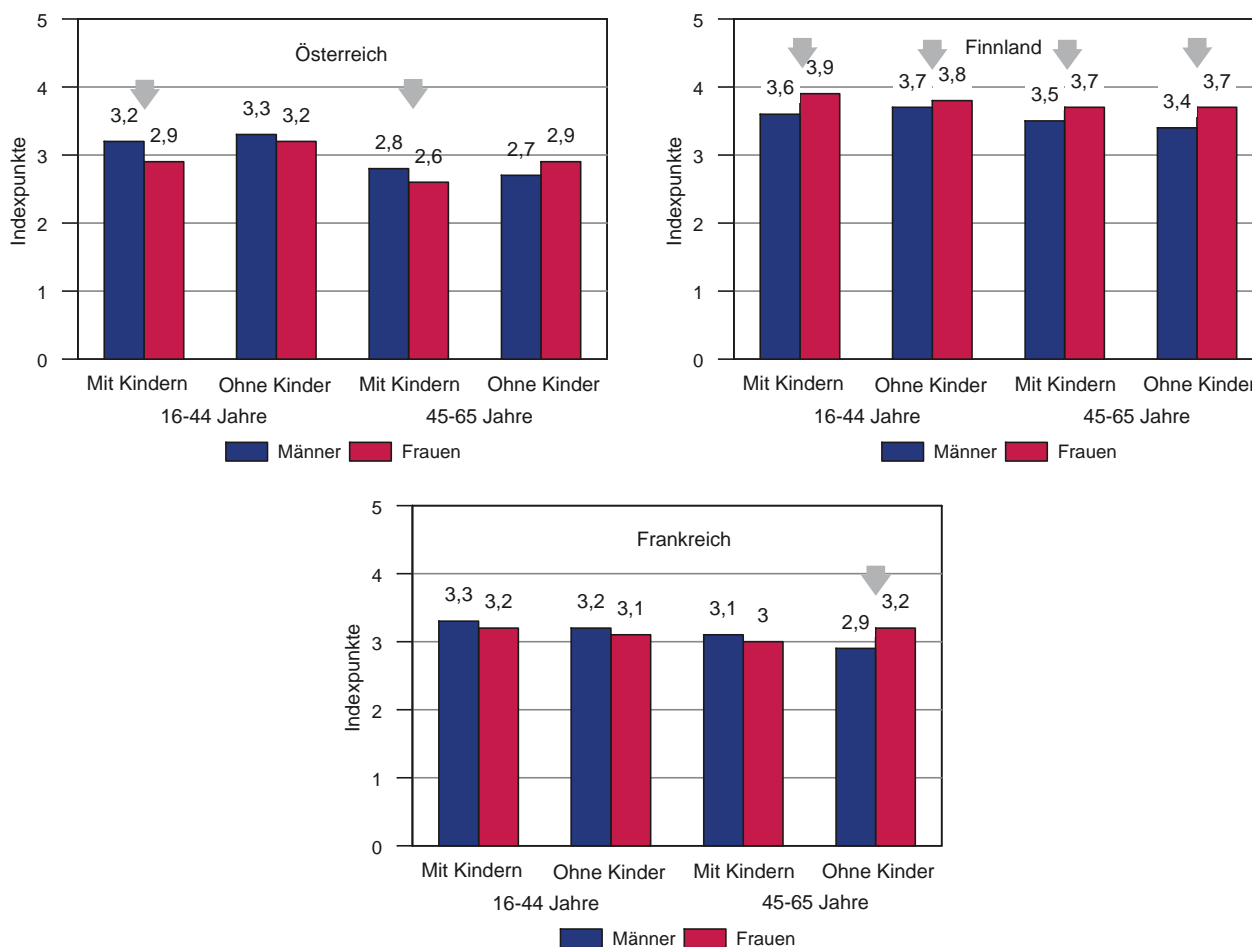 Österreich
Indexpunkte
5
4
3
2
1
0
3,2
2,9
3,3
3,2
2,8
2,6
2,7
2,9
Mit Kindern Ohne Kinder Mit Kindern Ohne Kinder
16-44 Jahre 45-65 Jahre
Männer Frauen
Finnland
Indexpunkte
5
4
3
2
1
0
3,6
3,9
3,7
3,8
3,5
3,7
3,4
3,7
Mit Kindern Ohne Kinder Mit Kindern Ohne Kinder
16-44 Jahre 45-65 Jahre
Männer Frauen
Frankreich
Indexpunkte
5
4
3
2
1
0
3,3
3,2
3,2
3,1
3,1
3
2,9
3,2
Mit Kindern Ohne Kinder Mit Kindern Ohne Kinder
16-44 Jahre 45-65 Jahre
Männer Frauen